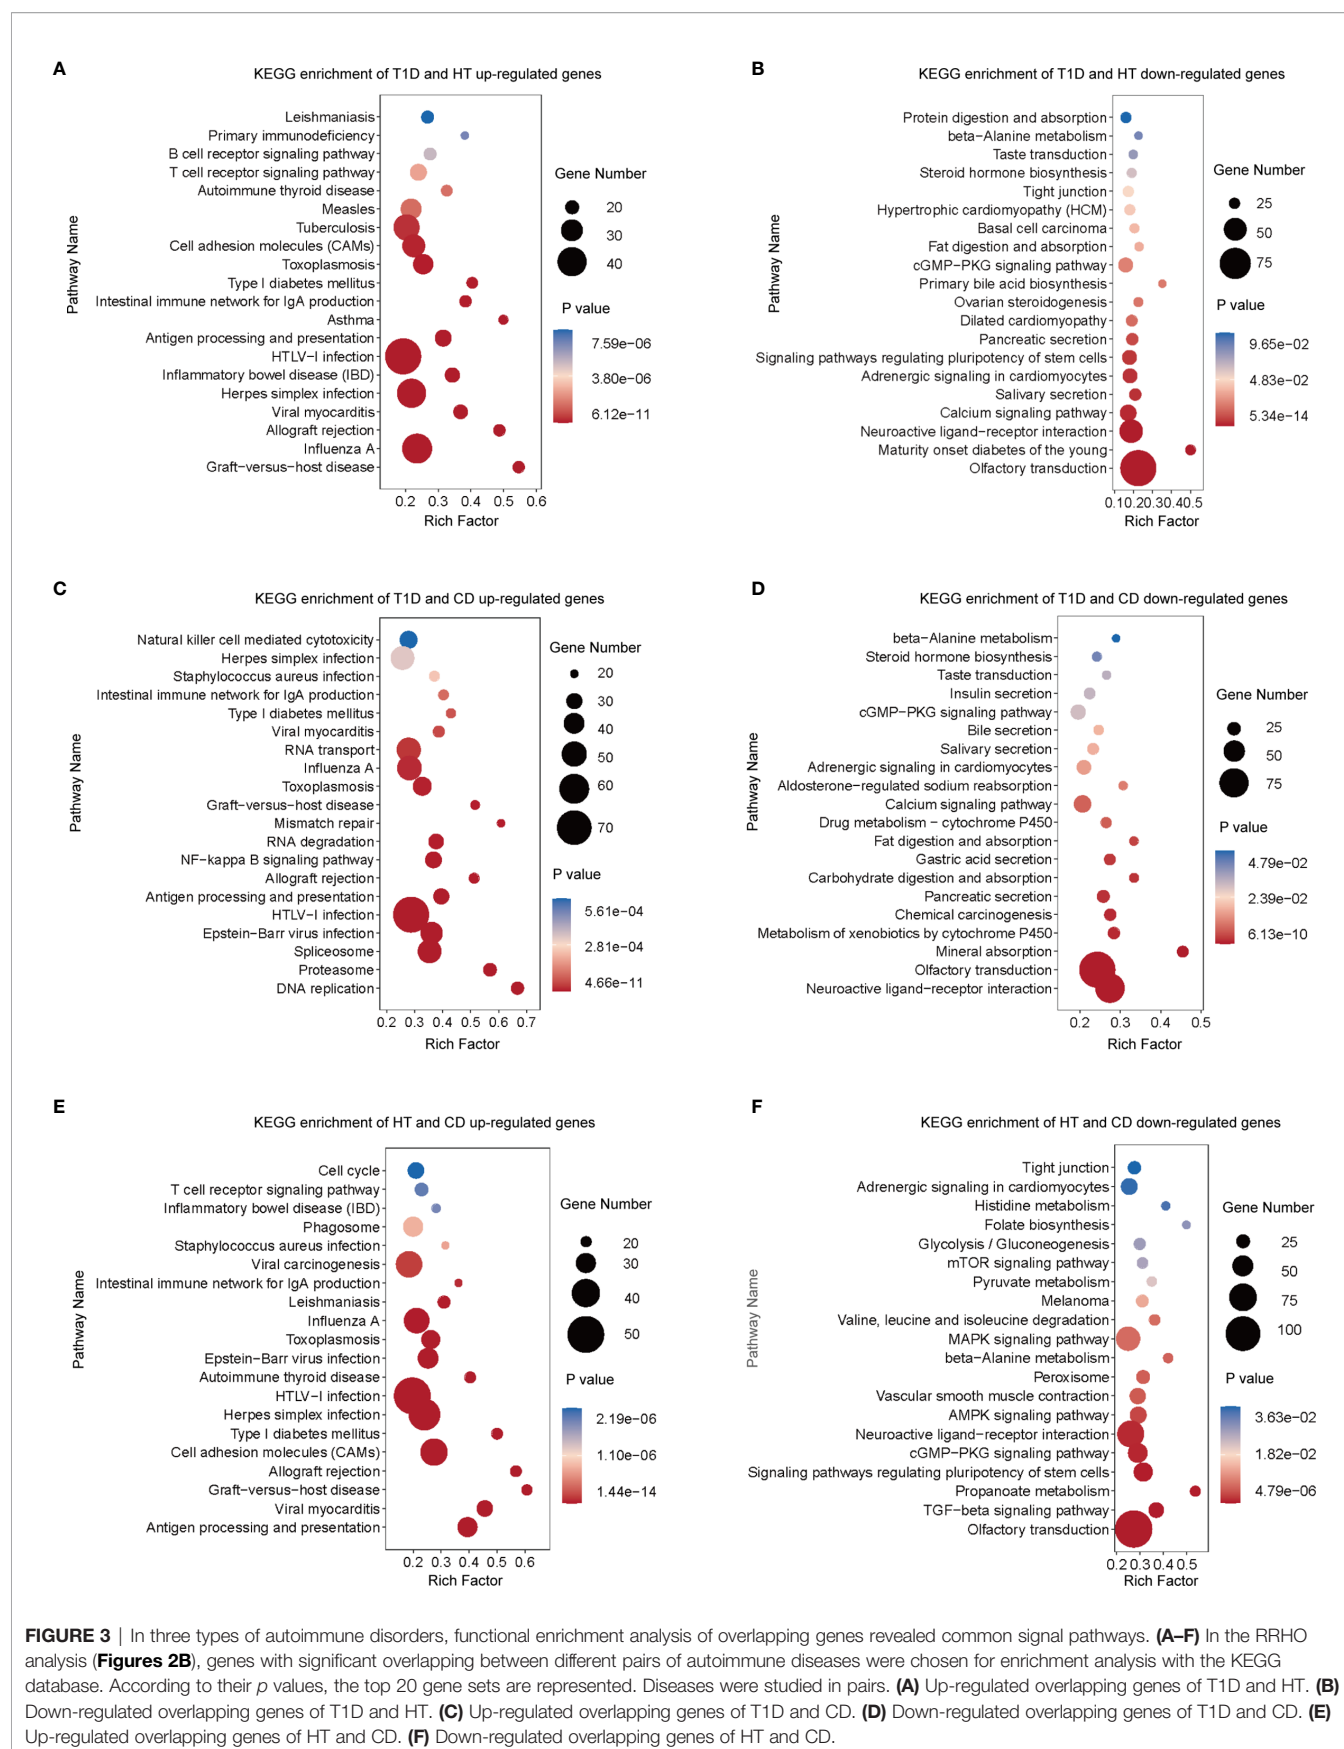 A
KEGG enrichment of T1D and HT up-regulated genes
Pathway Name
Leishmaniasis
Primary immunodeficiency
B cell receptor signaling pathway
T cell receptor signaling pathway
Autoimmune thyroid disease
Measles
Tuberculosis
Cell adhesion molecules (CAMs)
Toxoplasmosis
Type I diabetes mellitus
Intestinal immune network for IgA production
Asthma
Antigen processing and presentation
HTLV−I infection
Inflammatory bowel disease (IBD)
Herpes simplex infection
Viral myocarditis
Allograft rejection
Influenza A
Graft−versus−host disease
0.2 0.3 0.4 0.5 0.6
Rich Factor
Gene Number
20
30
40
P value
7.59e−06
3.80e−06
6.12e−11
B
KEGG enrichment of T1D and HT down-regulated genes
Pathway Name
Protein digestion and absorption
beta−Alanine metabolism
Taste transduction
Steroid hormone biosynthesis
Tight junction
Hypertrophic cardiomyopathy (HCM)
Basal cell carcinoma
Fat digestion and absorption
cGMP−PKG signaling pathway
Primary bile acid biosynthesis
Ovarian steroidogenesis
Dilated cardiomyopathy
Pancreatic secretion
Signaling pathways regulating pluripotency of stem cells
Adrenergic signaling in cardiomyocytes
Salivary secretion
Calcium signaling pathway
Neuroactive ligand−receptor interaction
Maturity onset diabetes of the young
Olfactory transduction
0.1 0.2 0.3 0.4 0.5
Rich Factor
Gene Number
25
50
75
P value
9.65e−02
4.83e−02
5.34e−14
C
KEGG enrichment of T1D and CD up-regulated genes
Pathway Name
Natural killer cell mediated cytotoxicity
Herpes simplex infection
Staphylococcus aureus infection
Intestinal immune network for IgA production
Type I diabetes mellitus
Viral myocarditis
RNA transport
Influenza A
Toxoplasmosis
Graft−versus−host disease
Mismatch repair
RNA degradation
NF−kappa B signaling pathway
Allograft rejection
Antigen processing and presentation
HTLV−I infection
Epstein−Barr virus infection
Spliceosome
Proteasome
DNA replication
0.2 0.3 0.4 0.5 0.6 0.7
Rich Factor
Gene Number
20
30
40
50
60
70
P value
5.61e−04
2.81e−04
4.66e−11
D
KEGG enrichment of T1D and CD down-regulated genes
Pathway Name
beta−Alanine metabolism
Steroid hormone biosynthesis
Taste transduction
Insulin secretion
cGMP−PKG signaling pathway
Bile secretion
Salivary secretion
Adrenergic signaling in cardiomyocytes
Aldosterone−regulated sodium reabsorption
Calcium signaling pathway
Drug metabolism − cytochrome P450
Fat digestion and absorption
Gastric acid secretion
Carbohydrate digestion and absorption
Pancreatic secretion
Chemical carcinogenesis
Metabolism of xenobiotics by cytochrome P450
Mineral absorption
Olfactory transduction
Neuroactive ligand−receptor interaction
0.2 0.3 0.4 0.5
Rich Factor
Gene Number
25
50
75
P value
4.79e−02
2.39e−02
6.13e−10
E
KEGG enrichment of HT and CD up-regulated genes
Pathway Name
Cell cycle
T cell receptor signaling pathway
Inflammatory bowel disease (IBD)
Phagosome
Staphylococcus aureus infection
Viral carcinogenesis
Intestinal immune network for IgA production
Leishmaniasis
Influenza A
Toxoplasmosis
Epstein−Barr virus infection
Autoimmune thyroid disease
HTLV−I infection
Herpes simplex infection
Type I diabetes mellitus
Cell adhesion molecules (CAMs)
Allograft rejection
Graft−versus−host disease
Viral myocarditis
Antigen processing and presentation
0.2 0.3 0.4 0.5 0.6
Rich Factor
Gene Number
20
30
40
50
P value
2.19e−06
1.10e−06
1.44e−14
F
KEGG enrichment of HT and CD down-regulated genes
Pathway Name
Tight junction
Adrenergic signaling in cardiomyocytes
Histidine metabolism
Folate biosynthesis
Glycolysis / Gluconeogenesis
mTOR signaling pathway
Pyruvate metabolism
Melanoma
Valine, leucine and isoleucine degradation
MAPK signaling pathway
beta−Alanine metabolism
Peroxisome
Vascular smooth muscle contraction
AMPK signaling pathway
Neuroactive ligand−receptor interaction
cGMP−PKG signaling pathway
Signaling pathways regulating pluripotency of stem cells
Propanoate metabolism
TGF−beta signaling pathway
Olfactory transduction
0.2 0.3 0.4 0.5
Rich Factor
Gene Number
25
50
75
100
P value
3.63e−02
1.82e−02
4.79e−06
FIGURE 3 | In three types of autoimmune disorders, functional enrichment analysis of overlapping genes revealed common signal pathways. (A–F) In the RRHO
analysis (Figures 2B), genes with significant overlapping between different pairs of autoimmune diseases were chosen for enrichment analysis with the KEGG
database. According to their p values, the top 20 gene sets are represented. Diseases were studied in pairs. (A) Up-regulated overlapping genes of T1D and HT. (B)
Down-regulated overlapping genes of T1D and HT. (C) Up-regulated overlapping genes of T1D and CD. (D) Down-regulated overlapping genes of T1D and CD. (E)
Up-regulated overlapping genes of HT and CD. (F) Down-regulated overlapping genes of HT and CD.